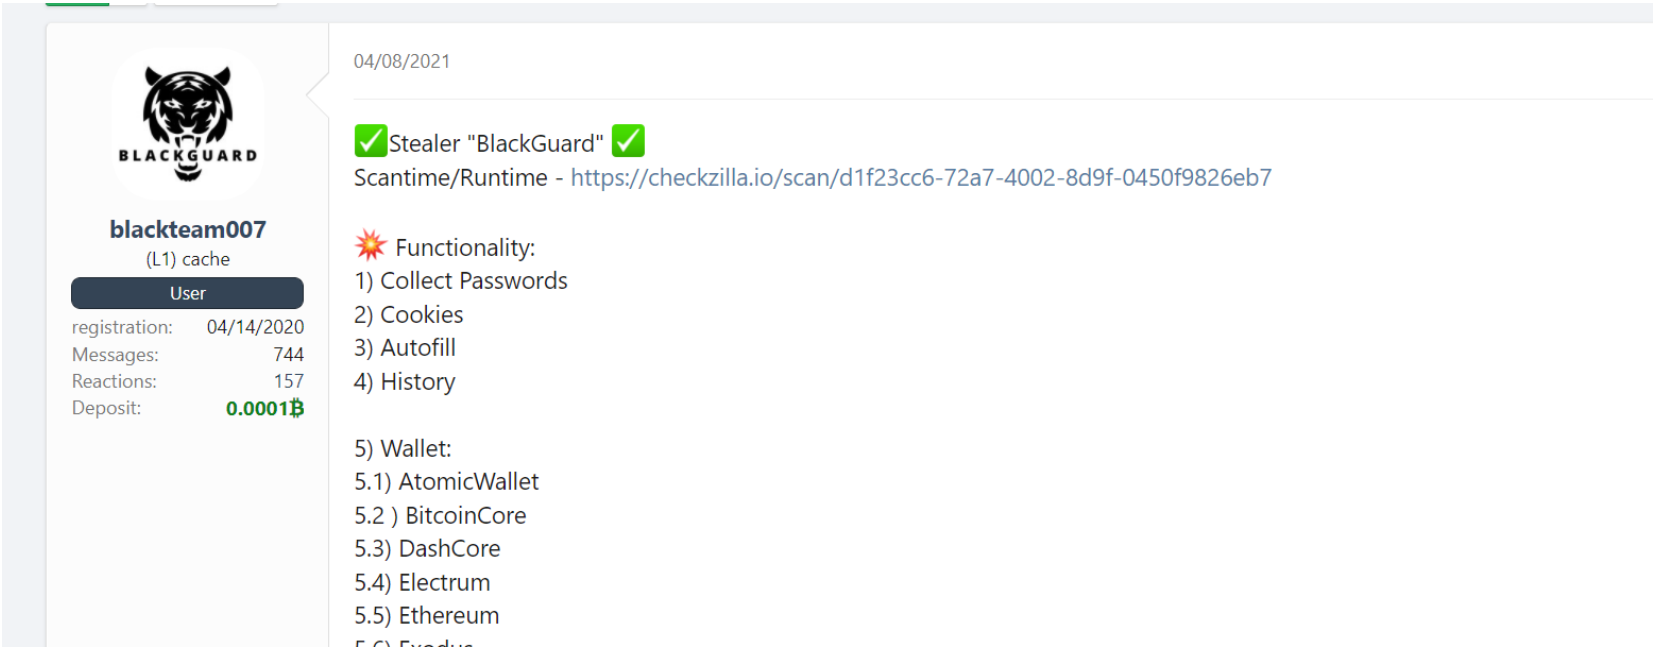 BLACKGUARD
blackteam007
(L1) cache
User
registration: 04/14/2020
Messages: 744
Reactions: 157
Deposit: 0.0001₿
04/08/2021
✅Stealer "BlackGuard" ✅
Scantime/Runtime - https://checkzilla.io/scan/d1f23cc6-72a7-4002-8d9f-0450f9826eb7
💥 Functionality:
1) Collect Passwords
2) Cookies
3) Autofill
4) History
5) Wallet:
5.1) AtomicWallet
5.2 ) BitcoinCore
5.3) DashCore
5.4) Electrum
5.5) Ethereum
5.6) Exodus